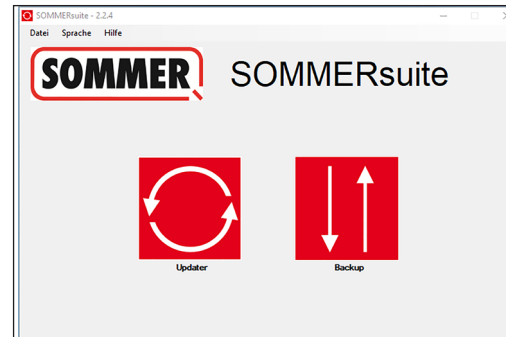 SOMMERsuite - 2.2.4
Datei Sprache Hilfe
SOMMER SOMMERsuite
Updater Backup